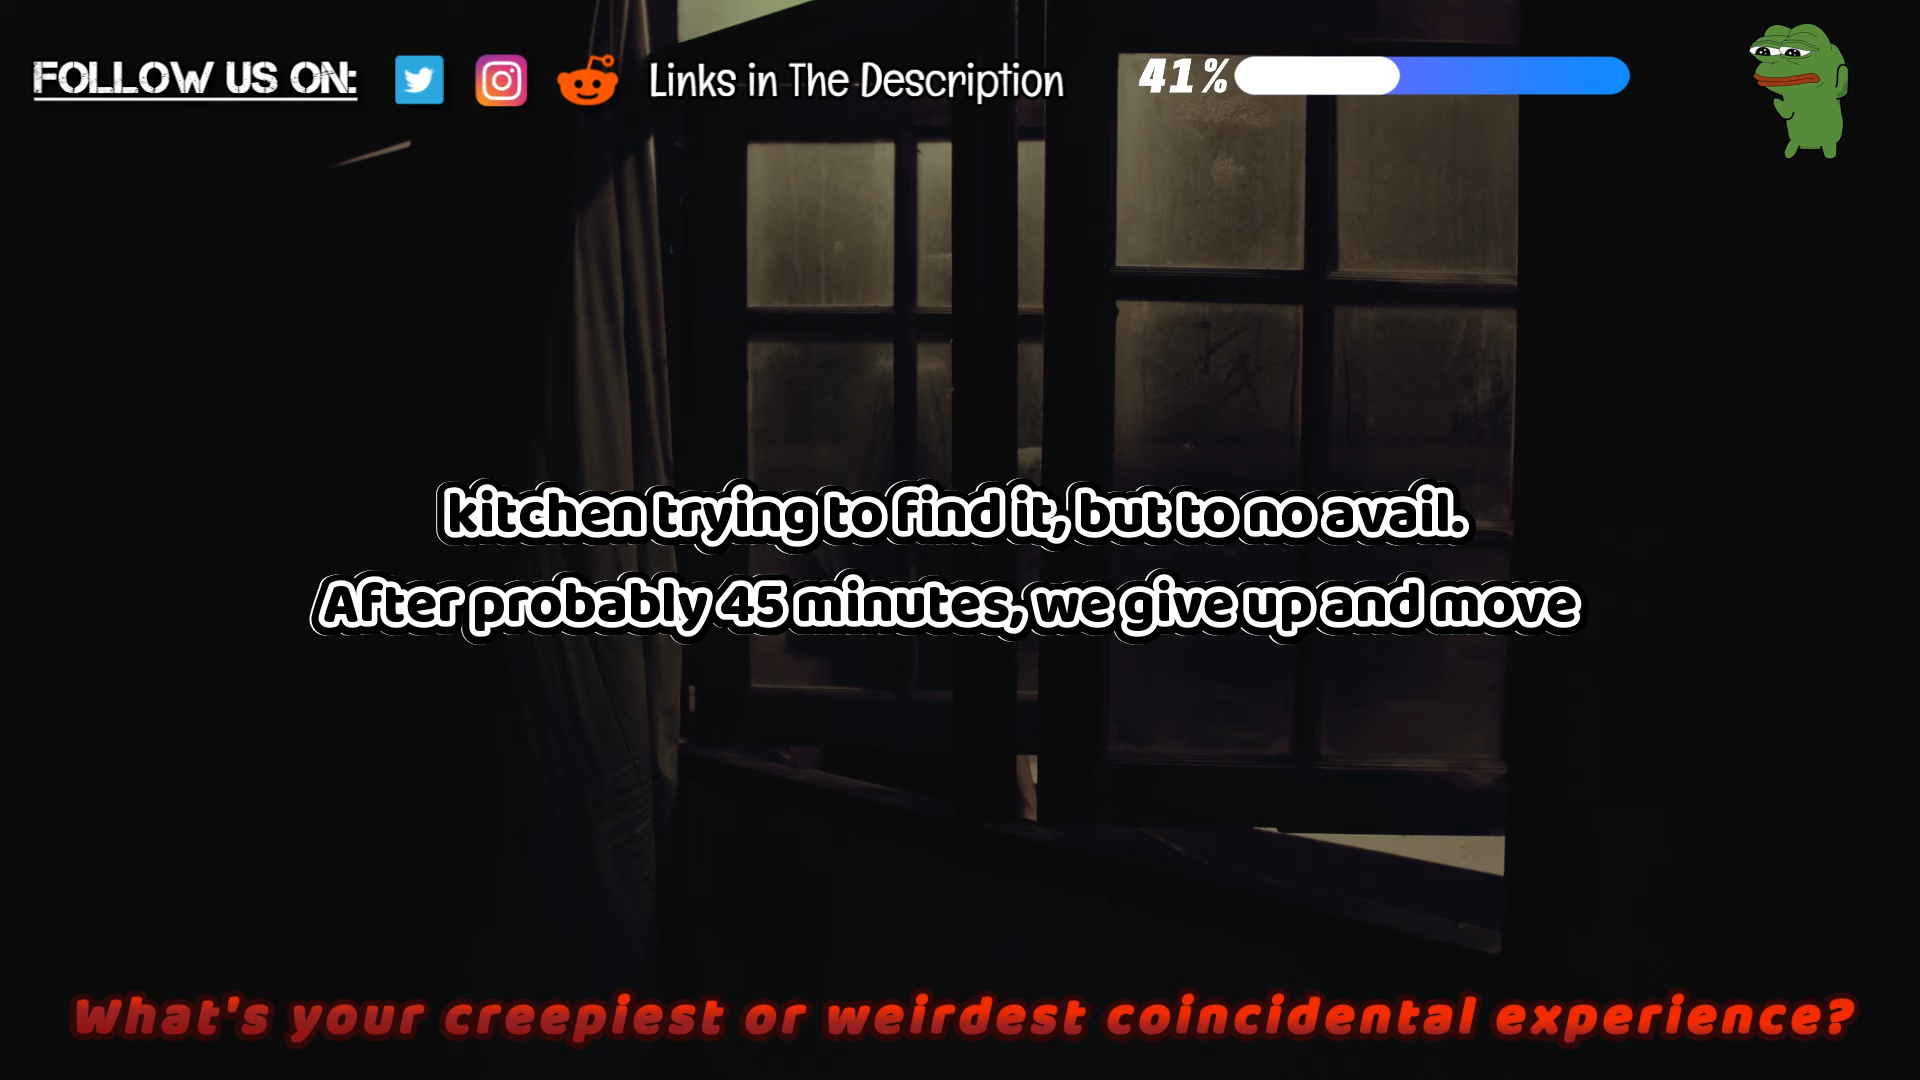 FOLLOW US ON:
Links in The Description
41%
kitchen trying to find it, but to no avail.
After probably 45 minutes, we give up and move
What's your creepiest or weirdest coincidental experience?